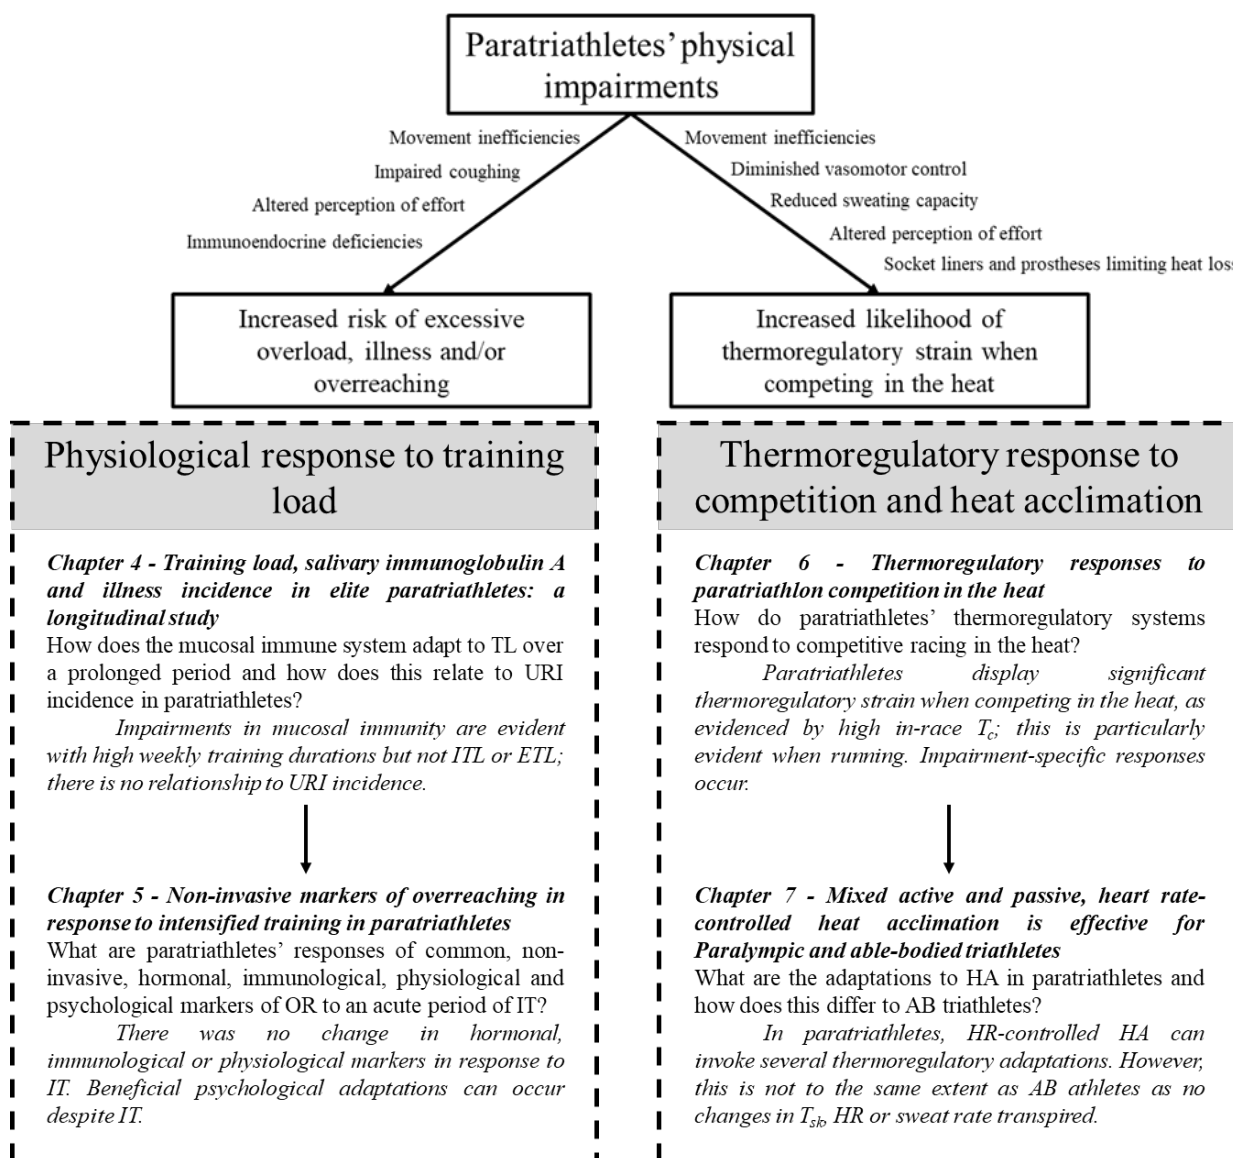 Paratriathletes' physical
impairments
Movement inefficiencies
Impaired coughing
Altered perception of effort
Immunoendocrine deficiencies
Movement inefficiencies
Diminished vasomotor control
Reduced sweating capacity
Altered perception of effort
Socket liners and prostheses limiting heat loss
Increased risk of excessive
overload, illness and/or
overreaching
Increased likelihood of
thermoregulatory strain when
competing in the heat
Physiological response to training
load
Chapter 4 - Training load, salivary immunoglobulin A
and illness incidence in elite paratriathletes: a
longitudinal study
How does the mucosal immune system adapt to TL over
a prolonged period and how does this relate to URI
incidence in paratriathletes?
Impairments in mucosal immunity are evident
with high weekly training durations but not ITL or ETL;
there is no relationship to URI incidence.
Chapter 5 - Non-invasive markers of overreaching in
response to intensified training in paratriathletes
What are paratriathletes' responses of common, non-
invasive, hormonal, immunological, physiological and
psychological markers of OR to an acute period of IT?
There was no change in hormonal,
immunological or physiological markers in response to
IT. Beneficial psychological adaptations can occur
despite IT.
Thermoregulatory response to
competition and heat acclimation
Chapter 6 - Thermoregulatory responses to
paratriathlon competition in the heat
How do paratriathletes' thermoregulatory systems
respond to competitive racing in the heat?
Paratriathletes display significant
thermoregulatory strain when competing in the heat, as
evidenced by high in-race Tc; this is particularly
evident when running. Impairment-specific responses
occur.
Chapter 7 - Mixed active and passive, heart rate-
controlled heat acclimation is effective for
Paralympic and able-bodied triathletes
What are the adaptations to HA in paratriathletes and
how does this differ to AB triathletes?
In paratriathletes, HR-controlled HA can
invoke several thermoregulatory adaptations. However,
this is not to the same extent as AB athletes as no
changes in Tsk, HR or sweat rate transpired.